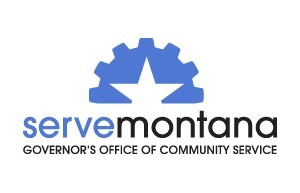 servemontana
GOVERNOR'S OFFICE OF COMMUNITY SERVICE